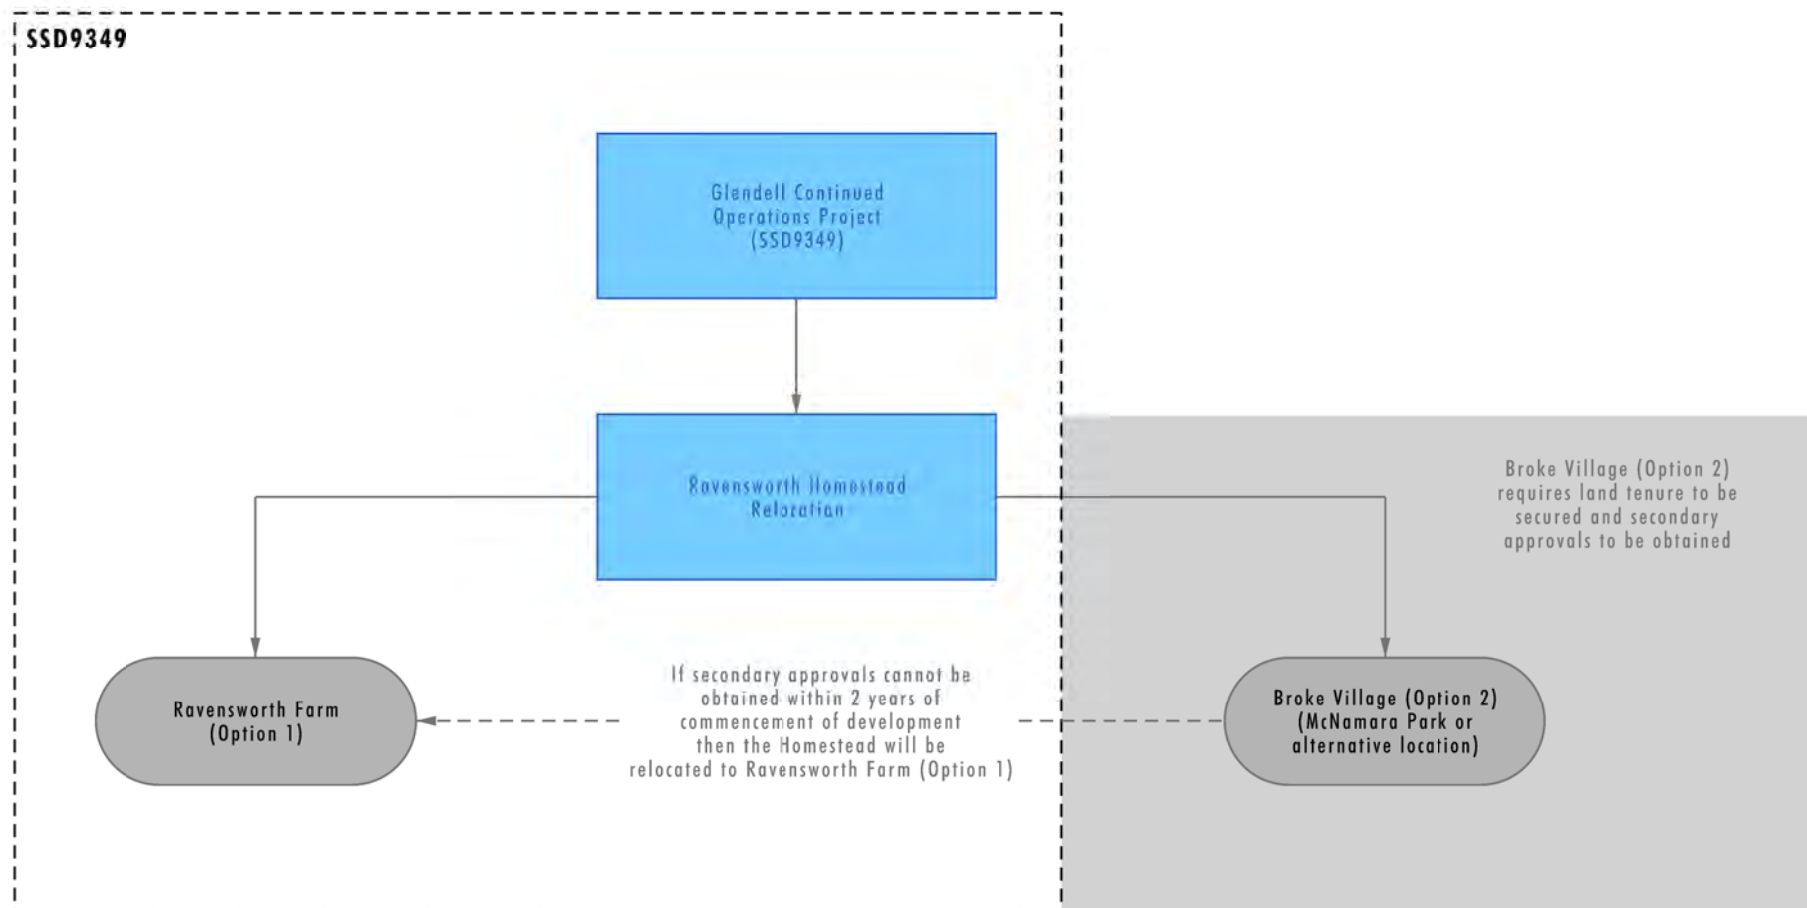 SSD9349
Glendell Continued
Operations Project
(SSD9349)
Ravensworth Homestead
Relocation
Broke Village (Option 2)
requires land tenure to be
secured and secondary
approvals to be obtained
Ravensworth Farm
(Option 1)
If secondary approvals cannot be
obtained within 2 years of
commencement of development
then the Homestead will be
relocated to Ravensworth Farm (Option 1)
Broke Village (Option 2)
(McNamara Park or
alternative location)